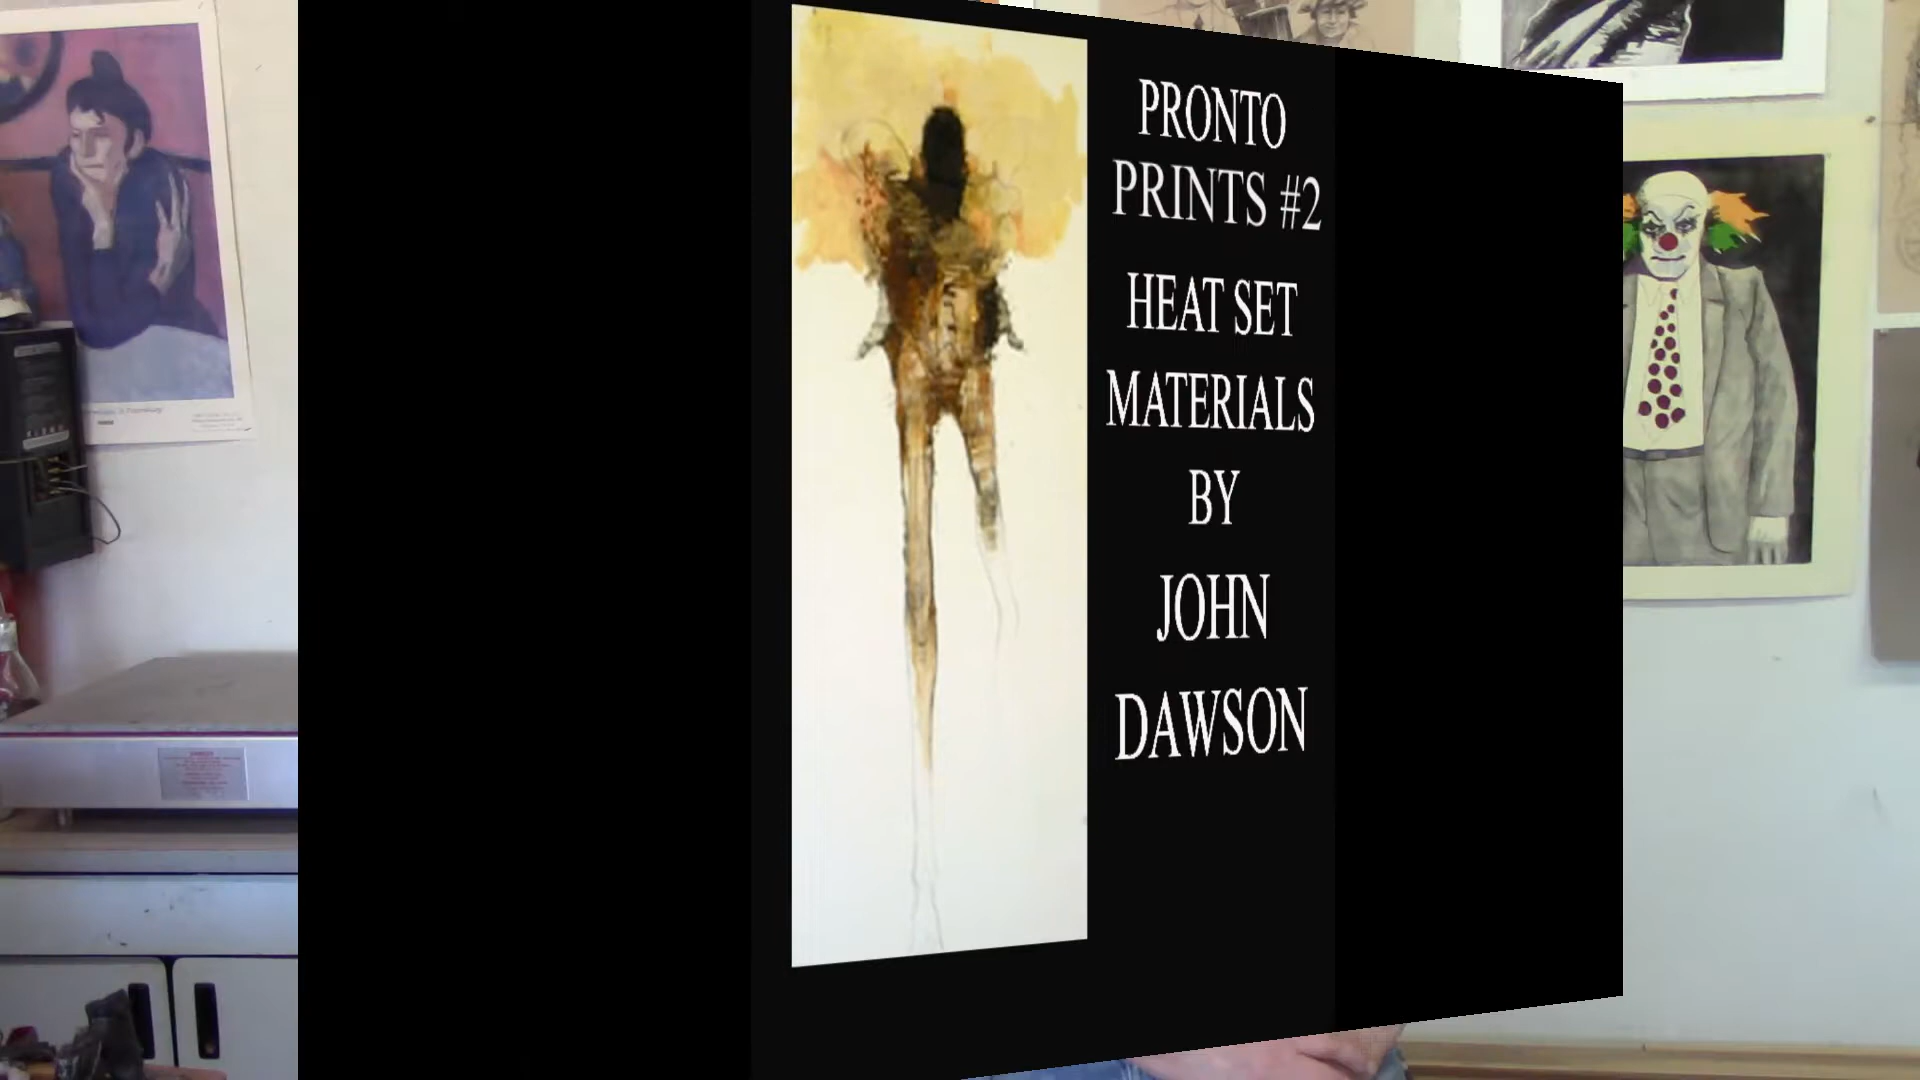 PRONTO
PRINTS #2
HEAT SET
MATERIALS
BY
JOHN
DAWSON